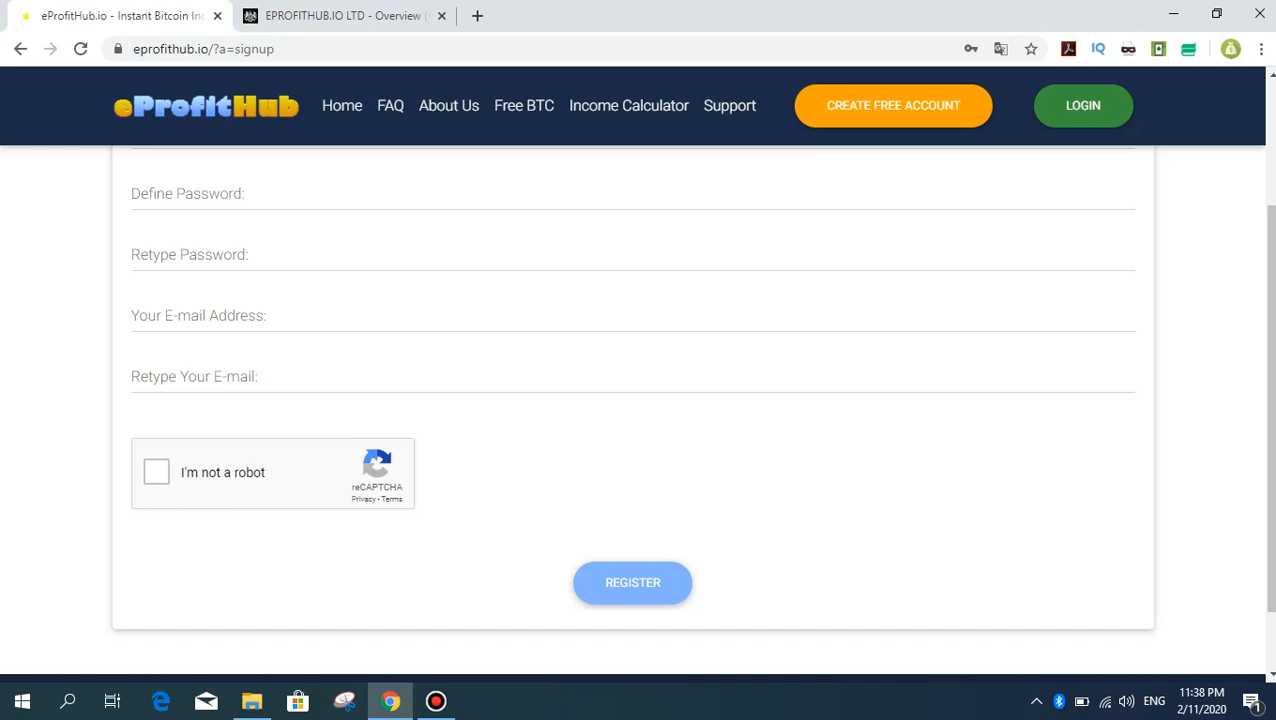 eProfitHub.io - Instant Bitcoin Inc
EPROFITHUB.IO LTD - Overview (
eprofithub.io/?a=signup
IQ
eProfitHub
Home
FAQ
About Us
Free BTC
Income Calculator
Support
CREATE FREE ACCOUNT
LOGIN
Define Password:
Retype Password:
Your E-mail Address:
Retype Your E-mail:
I'm not a robot
reCAPTCHA
Privacy - Terms
REGISTER
ENG
11:38 PM
2/11/2020
1